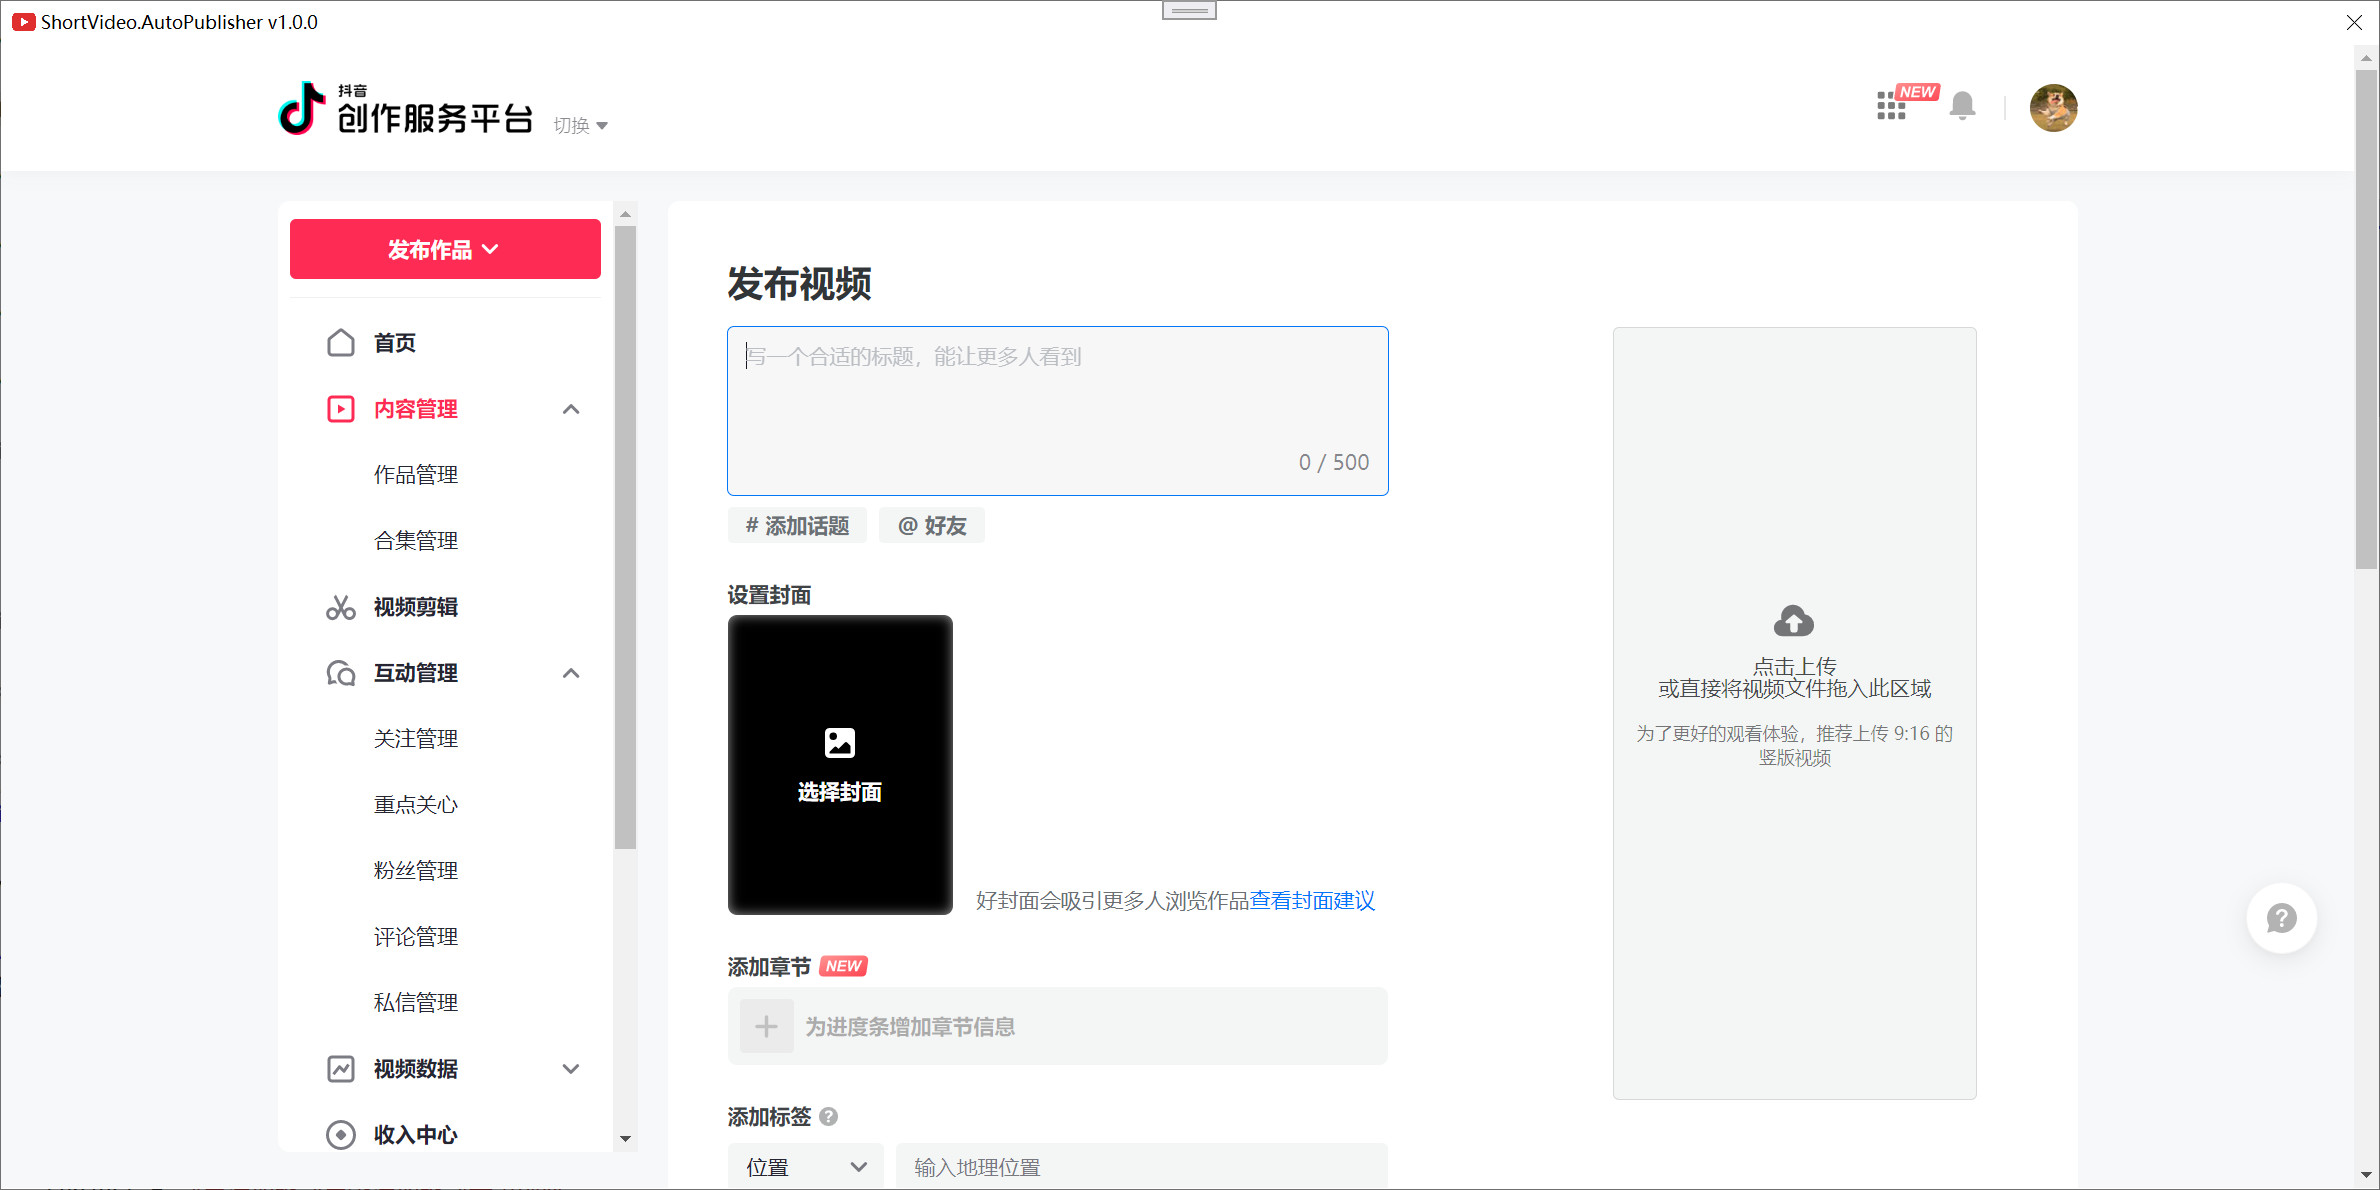 ShortVideo.AutoPublisher v1.0.0
抖音
创作服务平台
切换
NEW
发布作品
首页
内容管理
作品管理
合集管理
视频剪辑
互动管理
关注管理
重点关心
粉丝管理
评论管理
私信管理
视频数据
收入中心
发布视频
写一个合适的标题，能让更多人看到
0 / 500
# 添加话题
@ 好友
设置封面
选择封面
好封面会吸引更多人浏览作品查看封面建议
添加章节 NEW
为进度条增加章节信息
添加标签
位置
输入地理位置
点击上传
或直接将视频文件拖入此区域
为了更好的观看体验，推荐上传 9:16 的
竖版视频